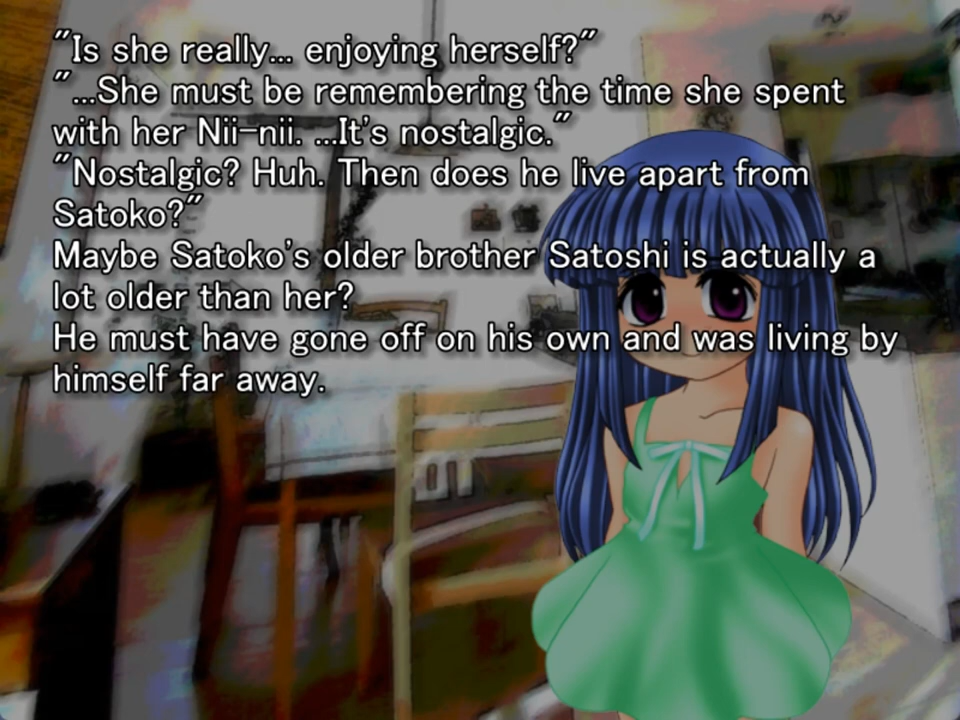 "Is she really... enjoying herself?"
"...She must be remembering the time she spent
with her Nii-nii. ...It's nostalgic."
"Nostalgic? Huh. Then does he live apart from
Satoko?"
Maybe Satoko's older brother Satoshi is actually a
lot older than her?
He must have gone off on his own and was living by
himself far away.